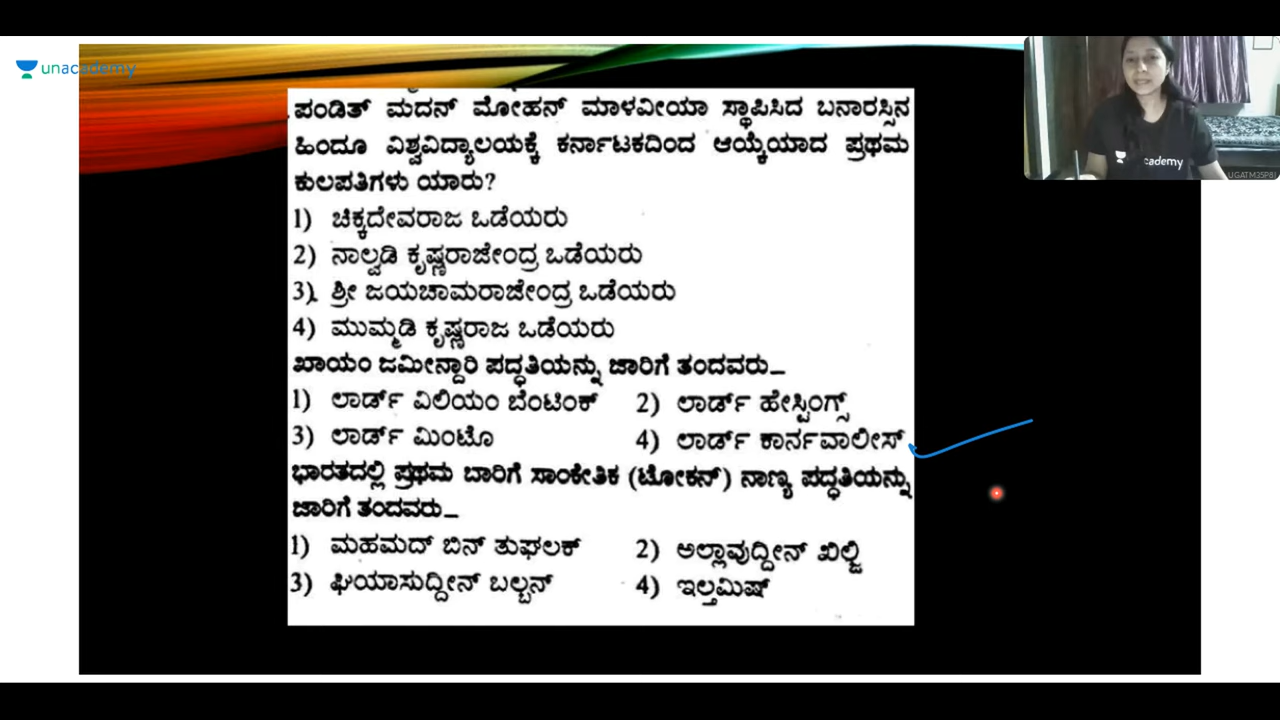 unacademy
ಪಂಡಿತ್ ಮದನ್ ಮೋಹನ್ ಮಾಳವೀಯಾ ಸ್ಥಾಪಿಸಿದ ಬನಾರಸ್ಸಿನ
ಹಿಂದೂ ವಿಶ್ವವಿದ್ಯಾಲಯಕ್ಕೆ ಕರ್ನಾಟಕದಿಂದ ಆಯ್ಕೆಯಾದ ಪ್ರಥಮ
ಕುಲಪತಿಗಳು ಯಾರು?
1) ಚಿಕ್ಕದೇವರಾಜ ಒಡೆಯರು
2) ನಾಲ್ವಡಿ ಕೃಷ್ಣರಾಜೇಂದ್ರ ಒಡೆಯರು
3) ಶ್ರೀ ಜಯಚಾಮರಾಜೇಂದ್ರ ಒಡೆಯರು
4) ಮುಮ್ಮಡಿ ಕೃಷ್ಣರಾಜ ಒಡೆಯರು
ಖಾಯಂ ಜಮೀನ್ದಾರಿ ಪದ್ಧತಿಯನ್ನು ಜಾರಿಗೆ ತಂದವರು_
1) ಲಾರ್ಡ್ ವಿಲಿಯಂ ಬೆಂಟಿಂಕ್ 2) ಲಾರ್ಡ್ ಹೇಸ್ಟಿಂಗ್ಸ್
3) ಲಾರ್ಡ್ ಮಿಂಟೊ 4) ಲಾರ್ಡ್ ಕಾರ್ನವಾಲೀಸ್
ಭಾರತದಲ್ಲಿ ಪ್ರಥಮ ಬಾರಿಗೆ ಸಾಂಕೇತಿಕ (ಟೋಕನ್) ನಾಣ್ಯ ಪದ್ಧತಿಯನ್ನು
ಜಾರಿಗೆ ತಂದವರು_
1) ಮಹಮದ್ ಬಿನ್ ತುಘಲಕ್ 2) ಅಲ್ಲಾವುದ್ದೀನ್ ಖಿಲ್ಜಿ
3) ಘಿಯಾಸುದ್ದೀನ್ ಬಲ್ಬನ್ 4) ಇಲ್ತಮಿಷ್
cademy
UGATM35P8J